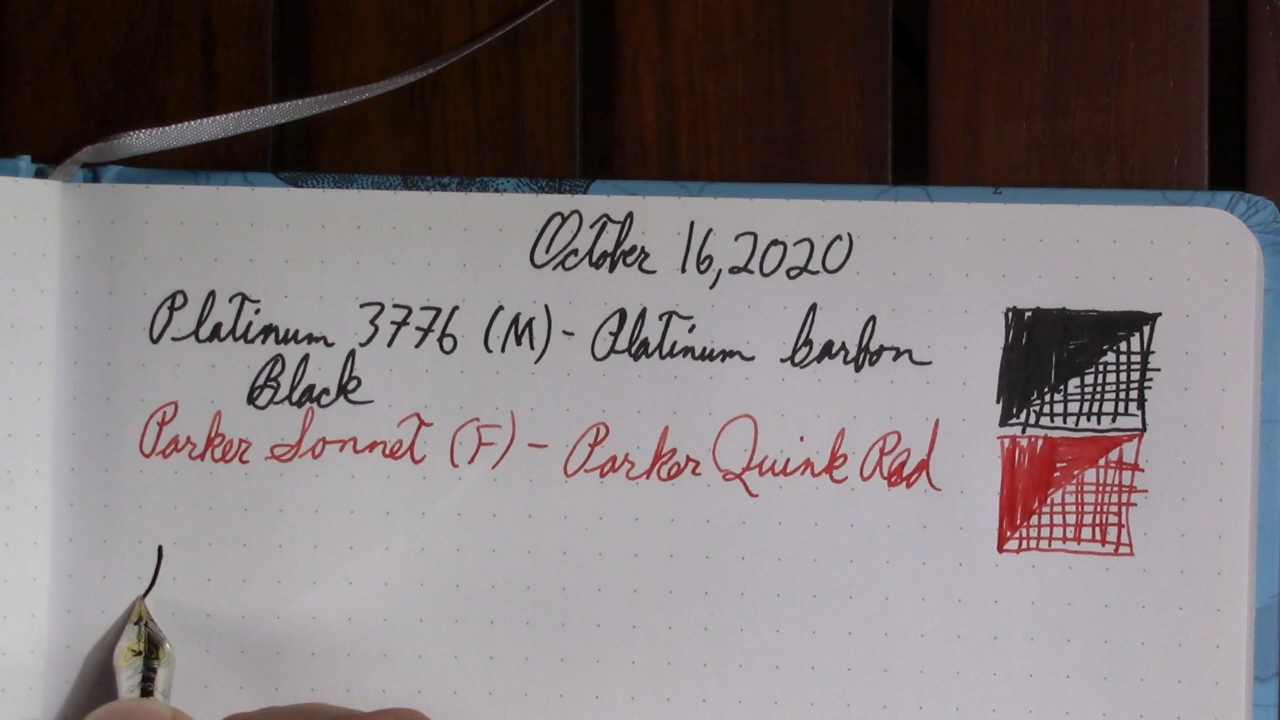 October 16, 2020
Platinum 3776 (M) - Platinum Carbon
Black
Parker Sonnet (F) - Parker Quink Red